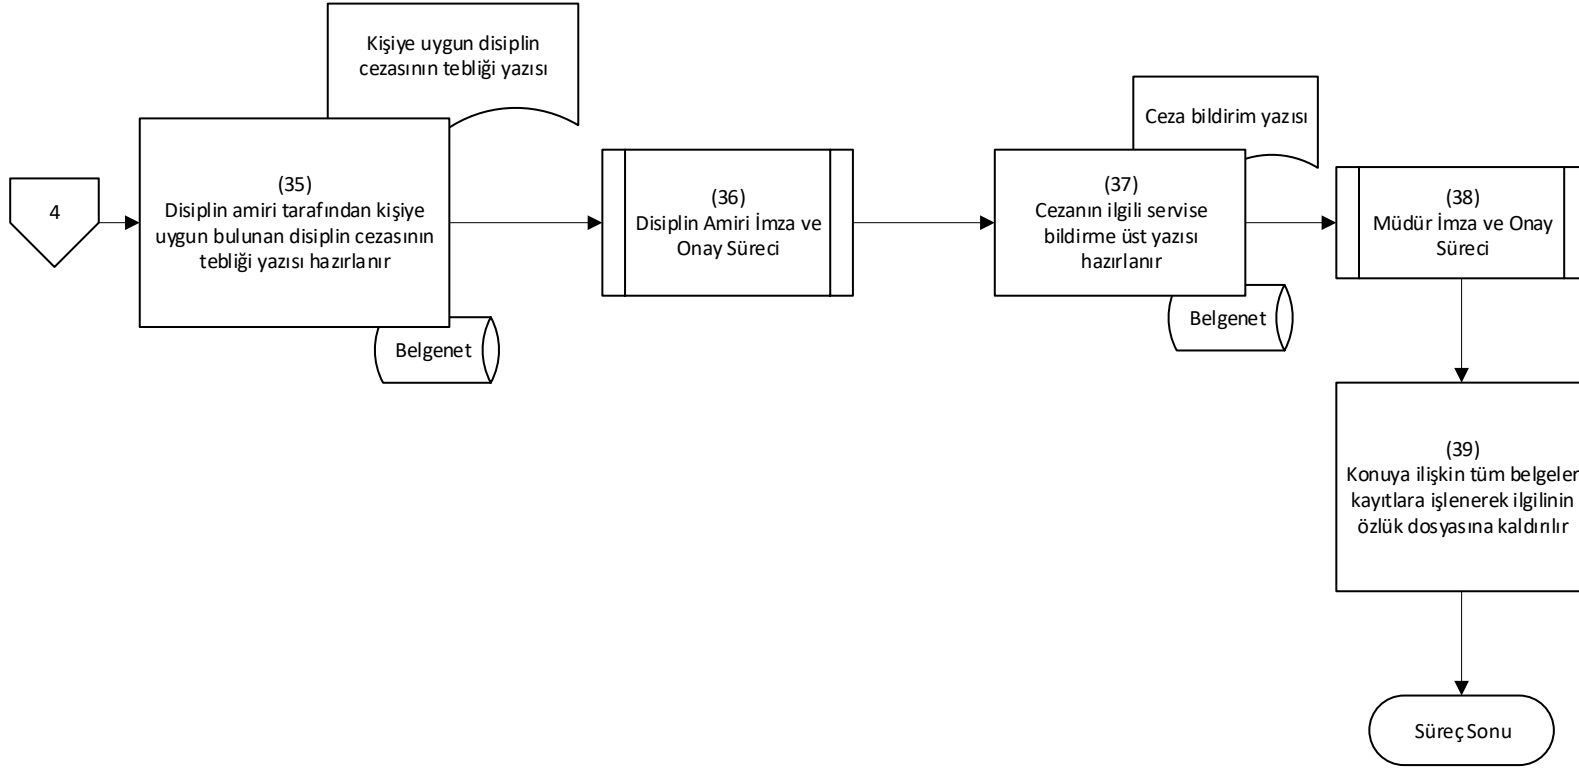 Kişiye uygun disiplin
cezasının tebliği yazısı
4
(35)
Disiplin amiri tarafından kişiye
uygun bulunan disiplin cezasının
tebliği yazısı hazırlanır
Belgenet
(36)
Disiplin Amiri İmza ve
Onay Süreci
Ceza bildirim yazısı
(37)
Cezanın ilgili servise
bildirme üst yazısı
hazırlanır
Belgenet
(38)
Müdür İmza ve Onay
Süreci
(39)
Konuya ilişkin tüm belgeler
kayıtlara işlenerek ilgilinin
özlük dosyasına kaldırılır
Süreç Sonu